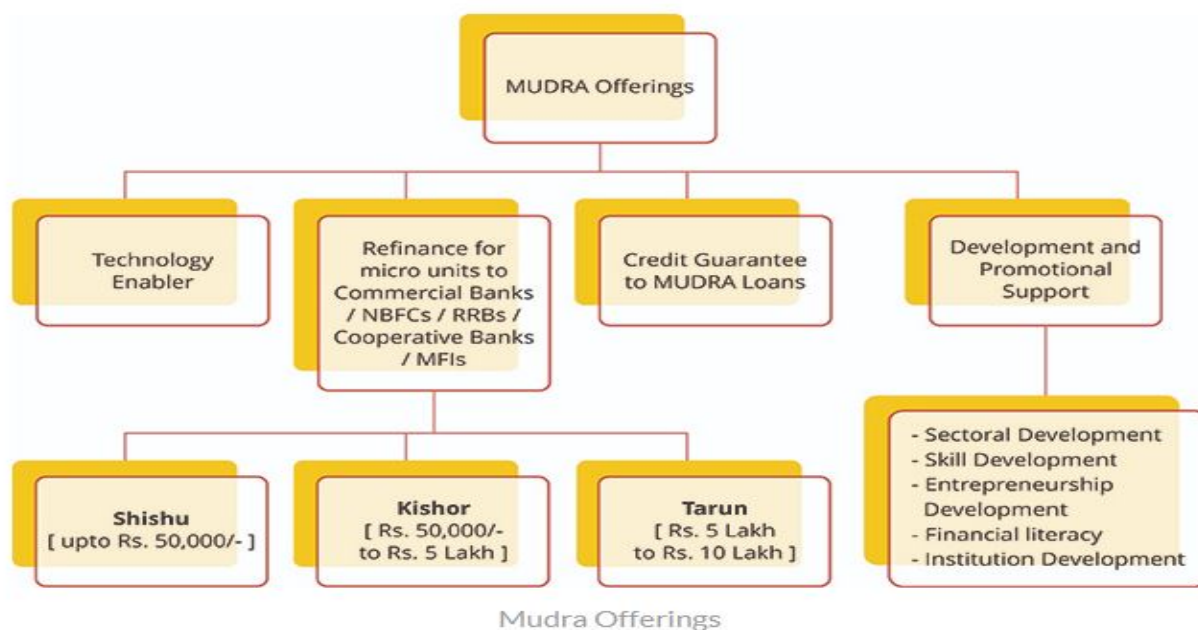 MUDRA Offerings
Technology
Enabler
Refinance for
micro units to
Commercial Banks
/ NBFCs / RRBs /
Cooperative Banks
/ MFIs
Credit Guarantee
to MUDRA Loans
Development and
Promotional
Support
Shishu
[ upto Rs. 50,000/- ]
Kishor
[ Rs. 50,000/-
to Rs. 5 Lakh ]
Tarun
[ Rs. 5 Lakh
to Rs. 10 Lakh ]
- Sectoral Development
- Skill Development
- Entrepreneurship
Development
- Financial literacy
- Institution Development
Mudra Offerings